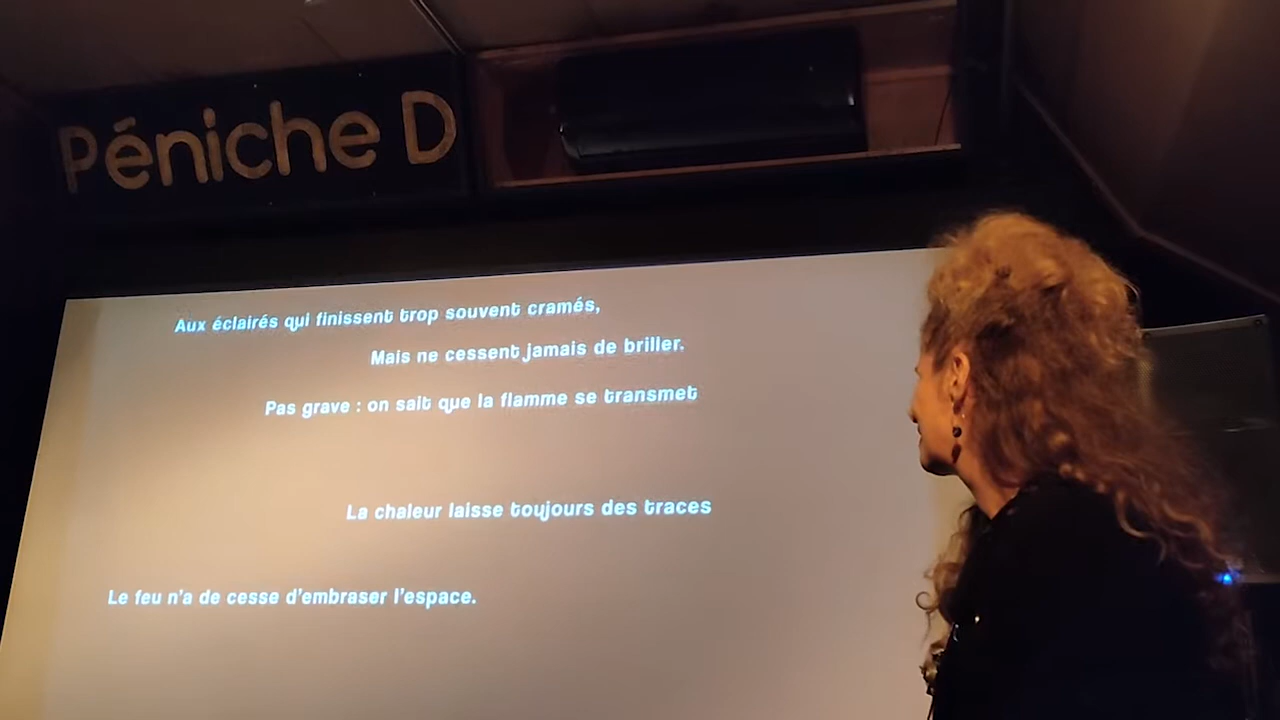 Péniche D
Aux éclairés qui finissent trop souvent cramés,
Mais ne cessent jamais de briller.
Pas grave : on sait que la flamme se transmet
La chaleur laisse toujours des traces
Le feu n'a de cesse d'embraser l'espace.